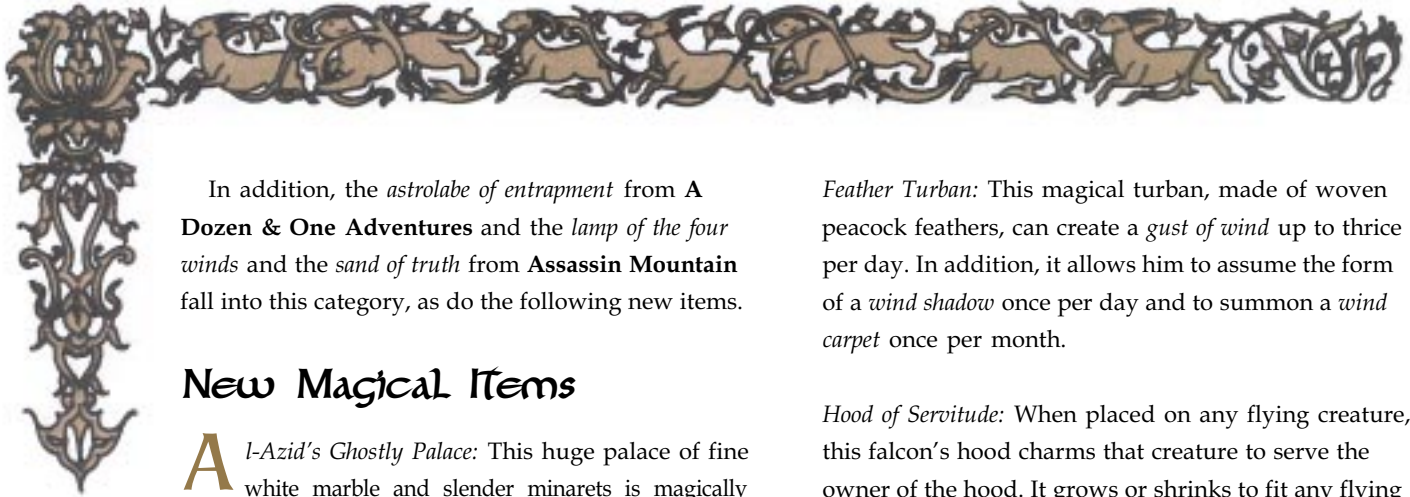 In addition, the astrolabe of entrapment from A
Dozen & One Adventures and the lamp of the four
winds and the sand of truth from Assassin Mountain
fall into this category, as do the following new items.
New Magical Items
Al-Azid's Ghostly Palace: This huge palace of fine
white marble and slender minarets is magically
Feather Turban: This magical turban, made of woven
peacock feathers, can create a gust of wind up to thrice
per day. In addition, it allows him to assume the form
of a wind shadow once per day and to summon a wind
carpet once per month.
Hood of Servitude: When placed on any flying creature,
this falcon's hood charms that creature to serve the
owner of the hood. It grows or shrinks to fit any flying